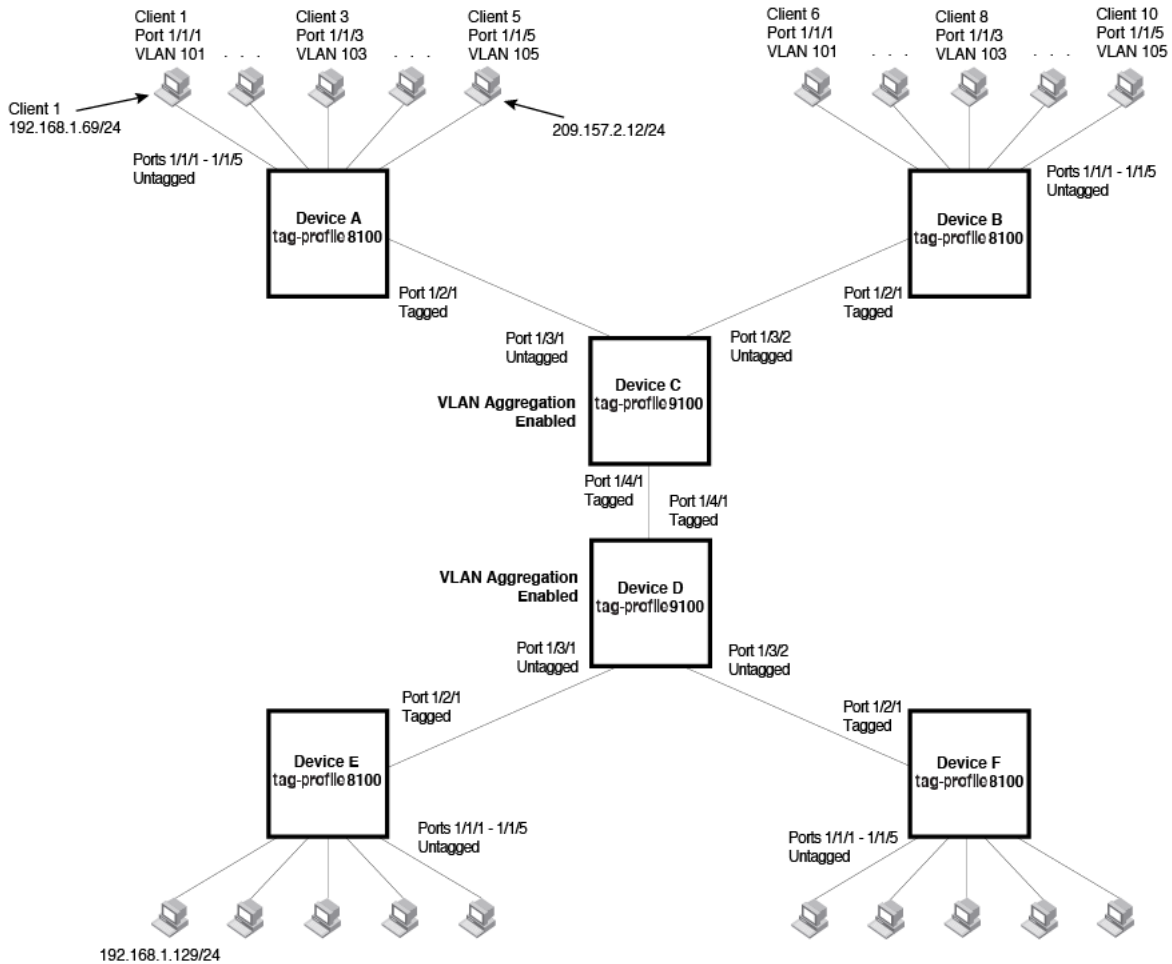 Client 1
Port 1/1/1
VLAN 101
. . .
Client 3
Port 1/1/3
VLAN 103
. . .
Client 5
Port 1/1/5
VLAN 105
Client 6
Port 1/1/1
VLAN 101
. . .
Client 8
Port 1/1/3
VLAN 103
. . .
Client 10
Port 1/1/5
VLAN 105
Client 1
192.168.1.69/24
209.157.2.12/24
Ports 1/1/1 - 1/1/5
Untagged
Ports 1/1/1 - 1/1/5
Untagged
Device A
tag-profile 8100
Device B
tag-profile 8100
Port 1/2/1
Tagged
Port 1/2/1
Tagged
Port 1/3/1
Untagged
Port 1/3/2
Untagged
Device C
tag-profile 9100
VLAN Aggregation
Enabled
Port 1/4/1
Tagged
Port 1/4/1
Tagged
VLAN Aggregation
Enabled
Device D
tag-profile 9100
Port 1/3/1
Untagged
Port 1/3/2
Untagged
Port 1/2/1
Tagged
Port 1/2/1
Tagged
Device E
tag-profile 8100
Device F
tag-profile 8100
Ports 1/1/1 - 1/1/5
Untagged
Ports 1/1/1 - 1/1/5
Untagged
192.168.1.129/24